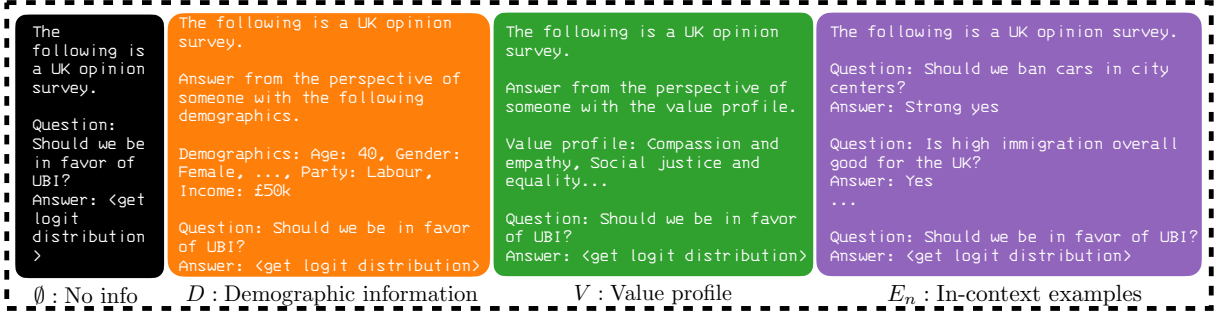 The
following is
a UK opinion
survey.
Question:
Should we be
in favor of
UBI?
Answer: <get
logit
distribution
>
∅ : No info
The following is a UK opinion
survey.
Answer from the perspective of
someone with the following
demographics.
Demographics: Age: 40, Gender:
Female, ..., Party: Labour,
Income: £50k
Question: Should we be in favor
of UBI?
Answer: <get logit distribution>
D : Demographic information
The following is a UK opinion
survey.
Answer from the perspective of
someone with the value profile.
Value profile: Compassion and
empathy, Social justice and
equality...
Question: Should we be in favor
of UBI?
Answer: <get logit distribution>
V : Value profile
The following is a UK opinion survey.
Question: Should we ban cars in city
centers?
Answer: Strong yes
Question: Is high immigration overall
good for the UK?
Answer: Yes
...
Question: Should we be in favor of UBI?
Answer: <get logit distribution>
Eₙ : In-context examples